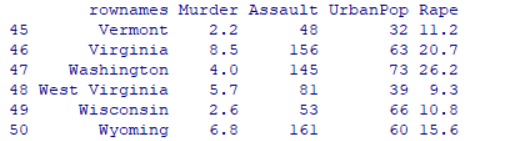 rownames Murder Assault UrbanPop Rape
45 Vermont 2.2 48 32 11.2
46 Virginia 8.5 156 63 20.7
47 Washington 4.0 145 73 26.2
48 West Virginia 5.7 81 39 9.3
49 Wisconsin 2.6 53 66 10.8
50 Wyoming 6.8 161 60 15.6